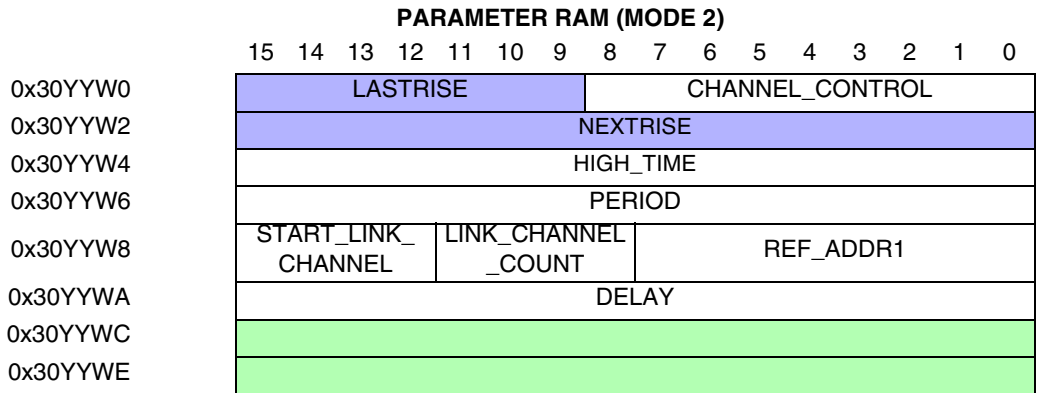 PARAMETER RAM (MODE 2)
15 14 13 12 11 10 9 8 7 6 5 4 3 2 1 0
0x30YYW0 LASTRISE CHANNEL_CONTROL
0x30YYW2 NEXTRISE
0x30YYW4 HIGH_TIME
0x30YYW6 PERIOD
0x30YYW8 START_LINK_ CHANNEL LINK_CHANNEL _COUNT REF_ADDR1
0x30YYWA DELAY
0x30YYWC
0x30YYWE